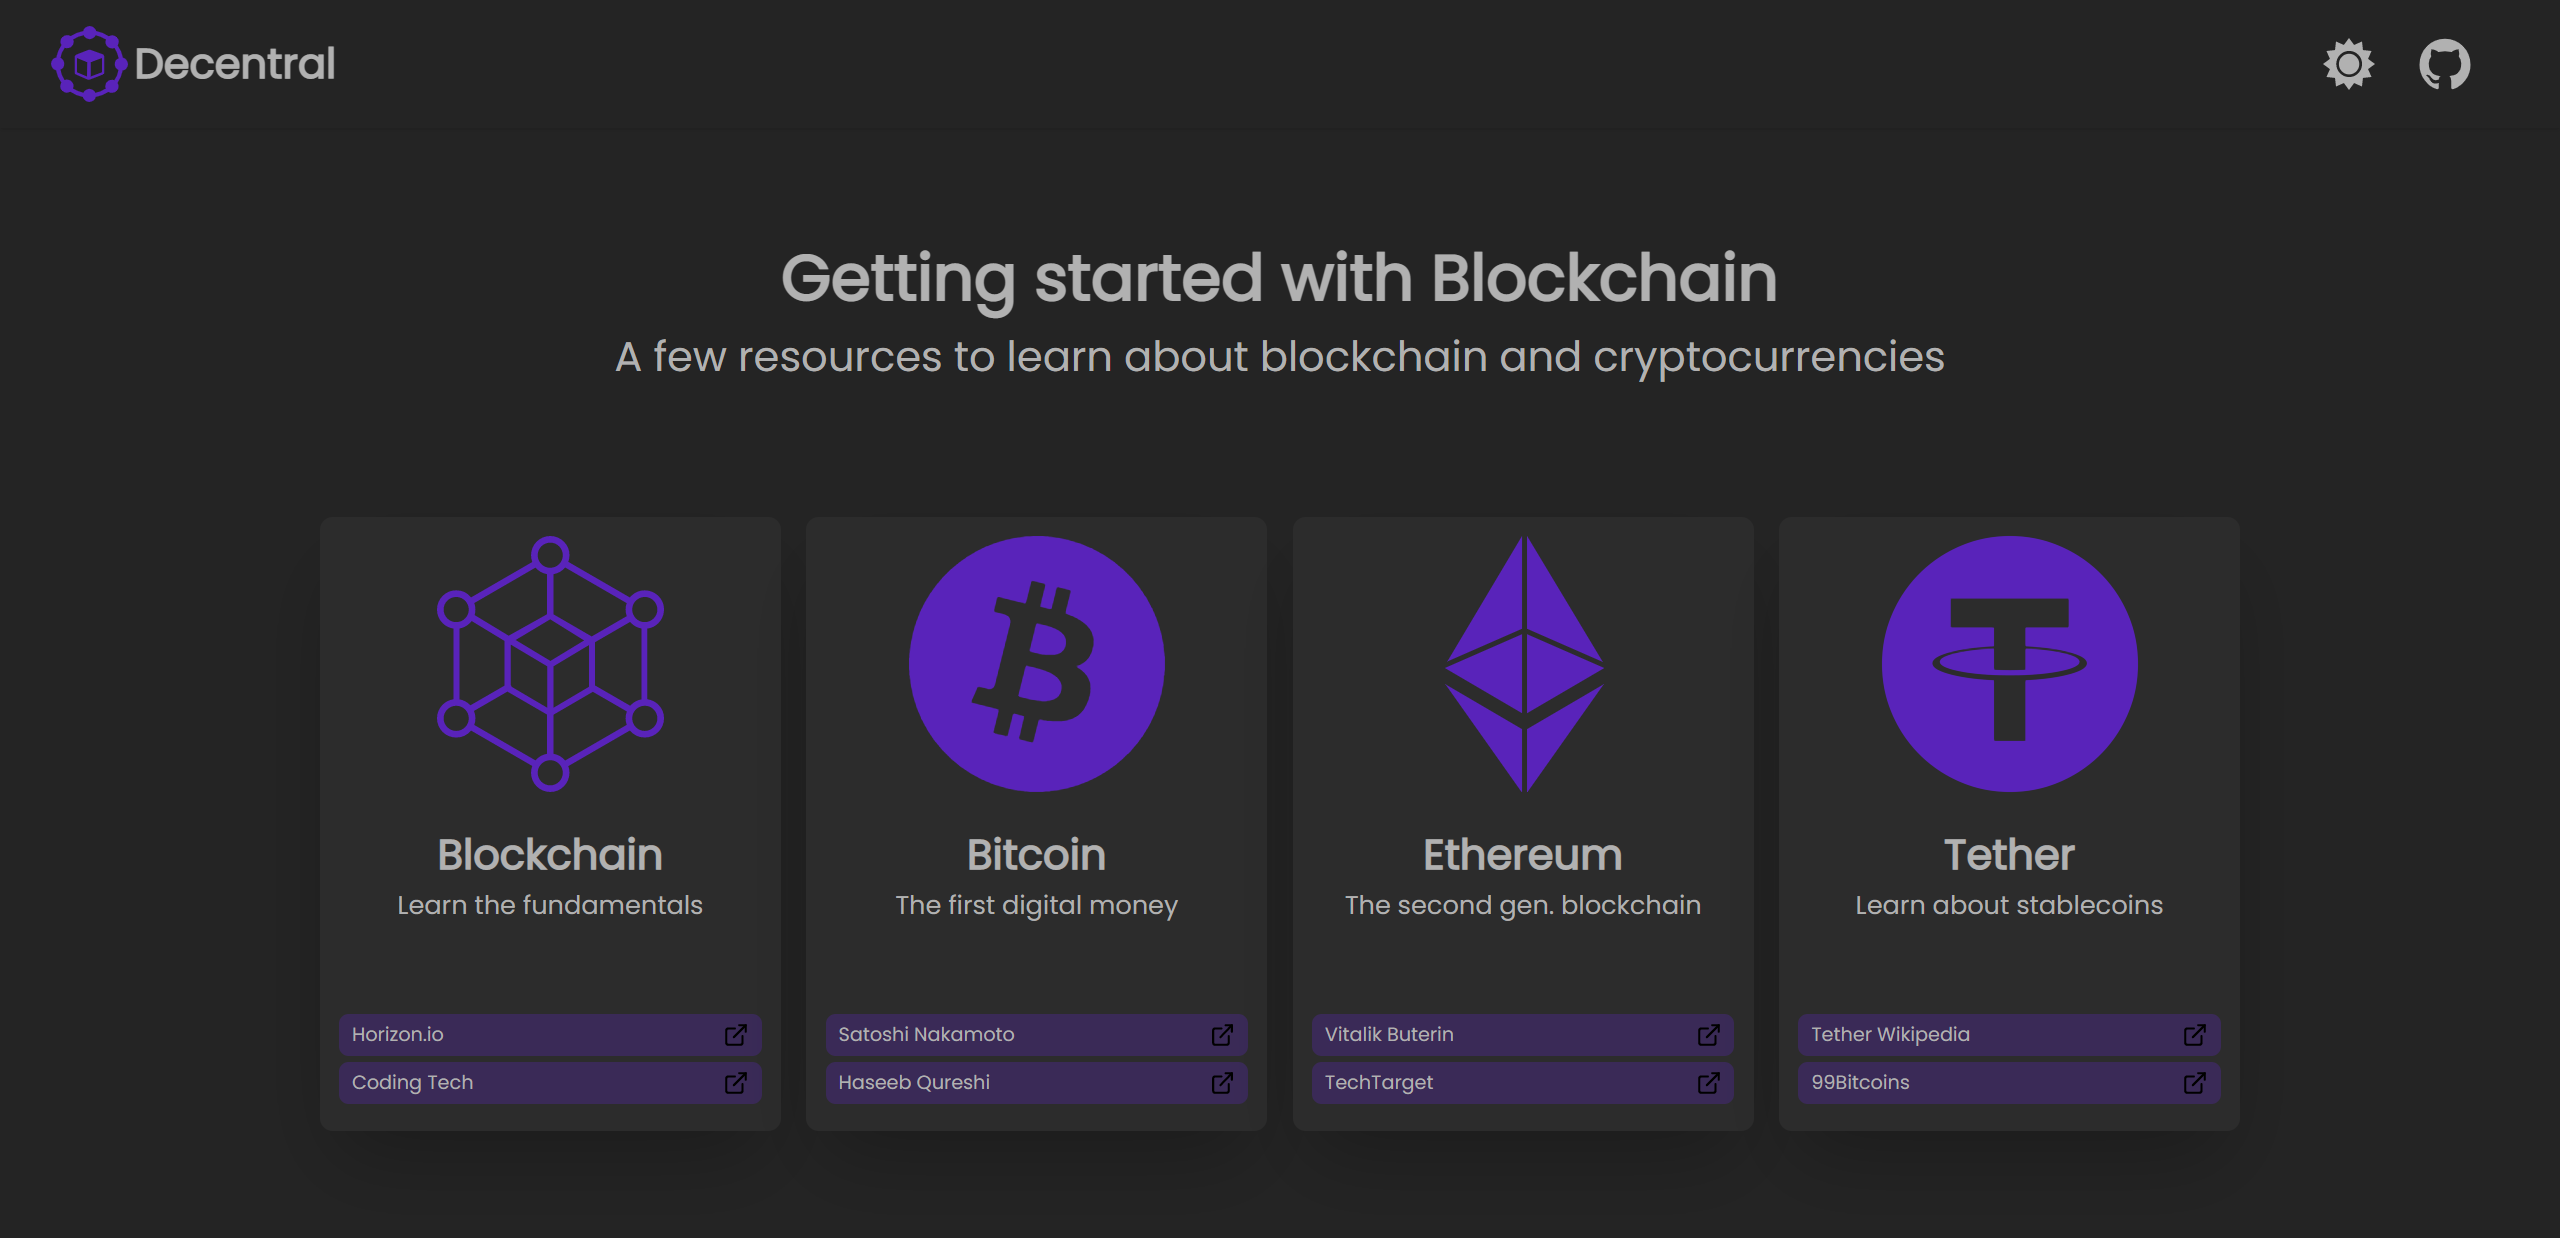 Decentral
Getting started with Blockchain
A few resources to learn about blockchain and cryptocurrencies
Blockchain
Learn the fundamentals
Horizon.io
Coding Tech
Bitcoin
The first digital money
Satoshi Nakamoto
Haseeb Qureshi
Ethereum
The second gen. blockchain
Vitalik Buterin
TechTarget
Tether
Learn about stablecoins
Tether Wikipedia
99Bitcoins